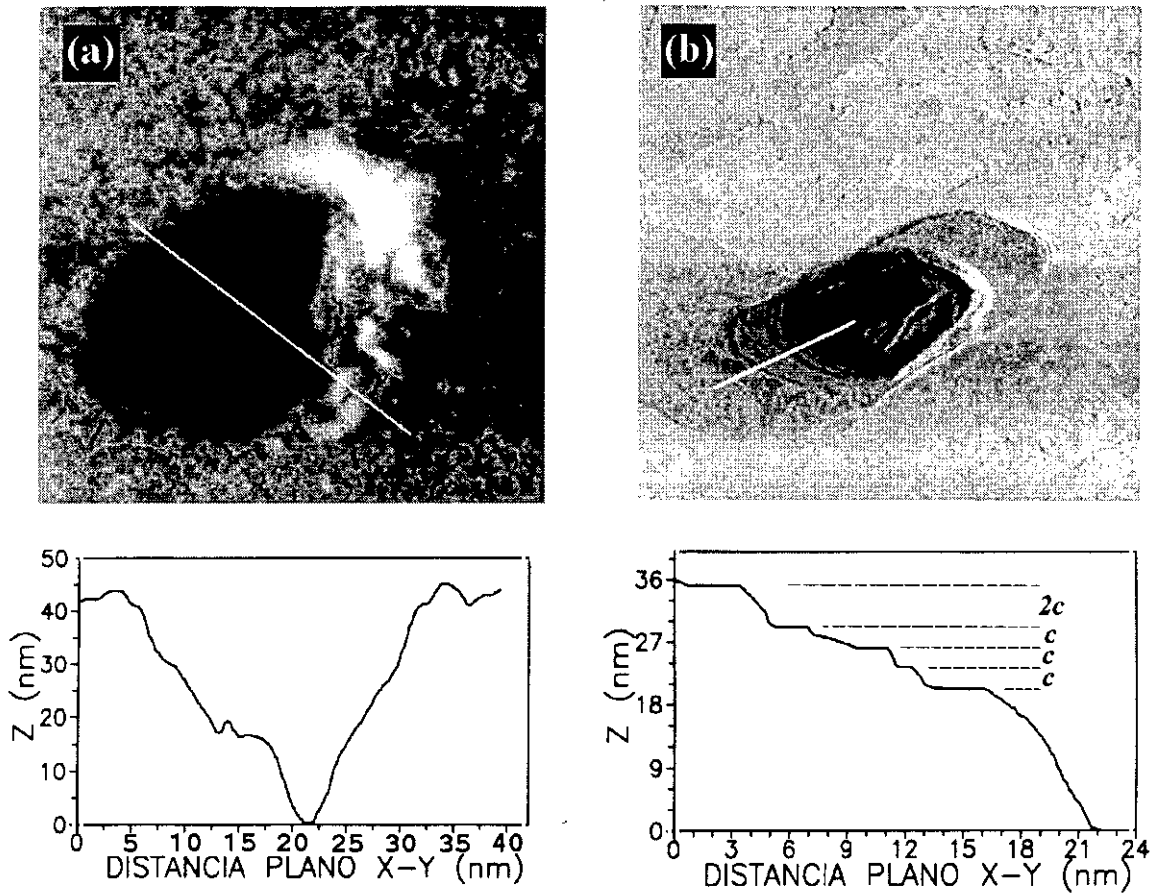 (a)
(b)
50
40
30
20
10
0
Z (nm)
0 5 10 15 20 25 30 35 40
DISTANCIA PLANO X-Y (nm)
36
27
18
9
0
Z (nm)
2c
c
c
c
0 3 6 9 12 15 18 21 24
DISTANCIA PLANO X-Y (nm)